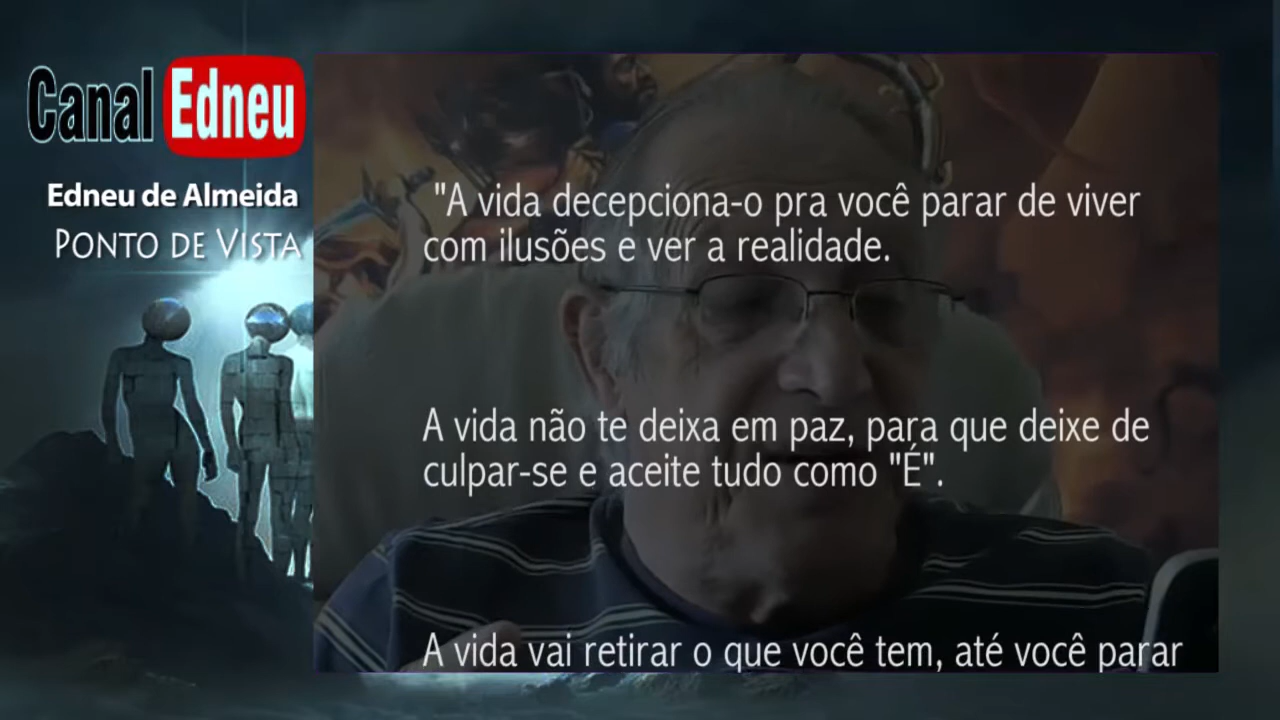 Canal Edneu
Edneu de Almeida
PONTO DE VISTA
"A vida decepciona-o pra você parar de viver
com ilusões e ver a realidade.
A vida não te deixa em paz, para que deixe de
culpar-se e aceite tudo como "É".
A vida vai retirar o que você tem, até você parar